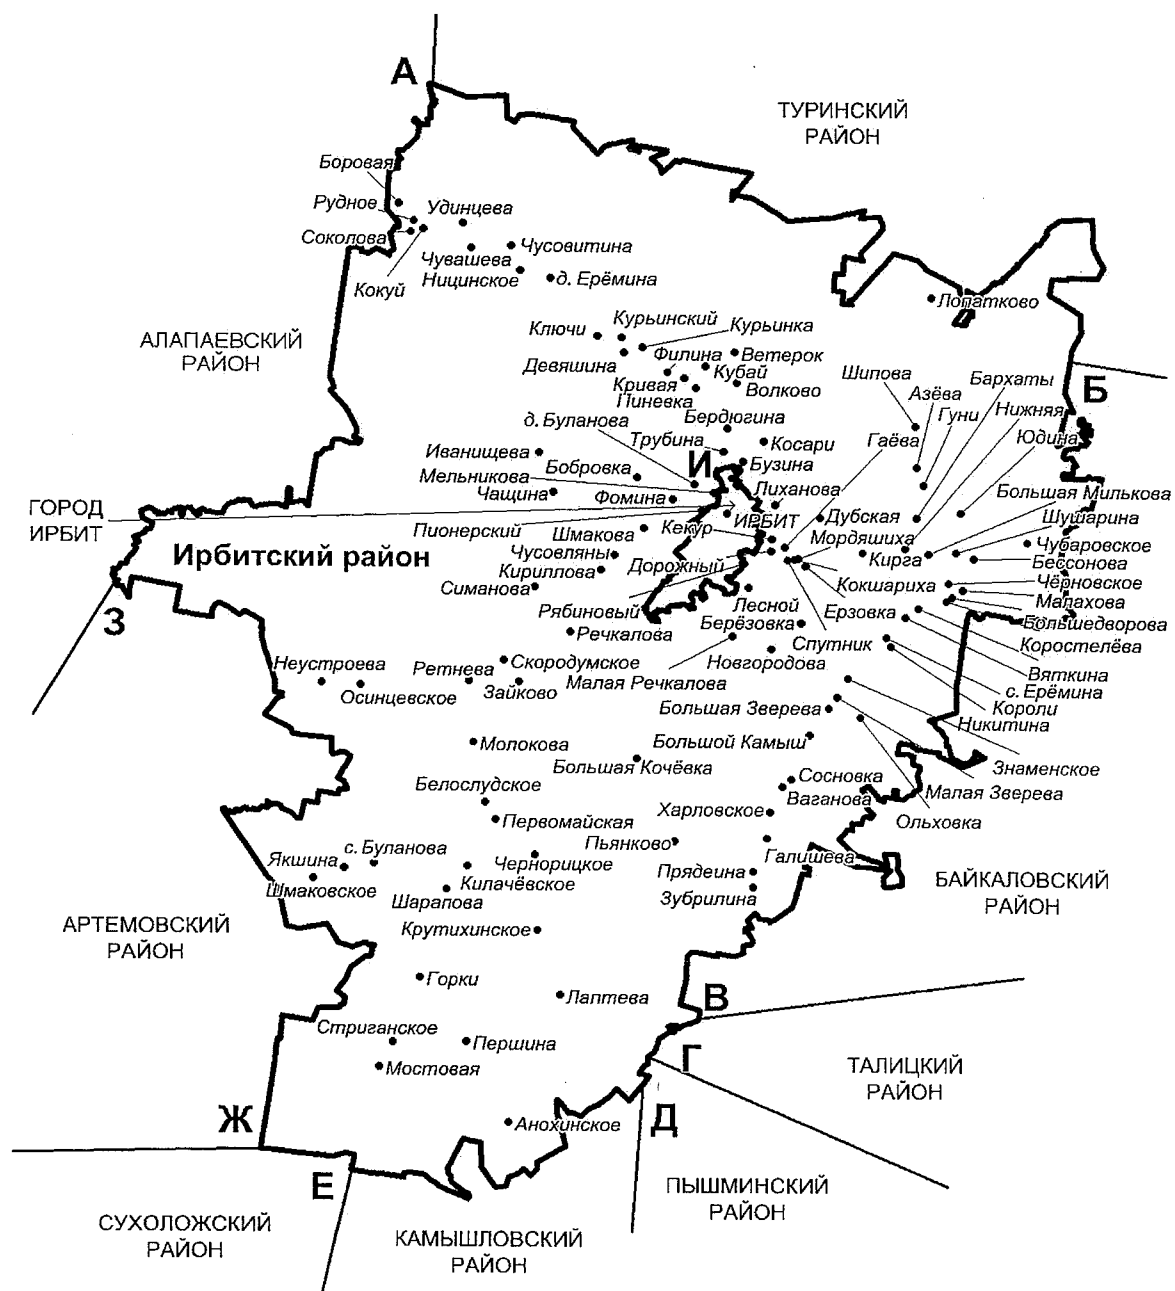 А
ТУРИНСКИЙ
РАЙОН
Боровая
Рудное
Удинцева
Соколова
Чусовитина
Чувашева
Ницинское
д. Ерёмина
Кокуй
Лопатково
АЛАПАЕВСКИЙ
РАЙОН
Ключи
Курьинский
Курьинка
Девяшина
Филина
Ветерок
Кубай
Кривая
Волково
Пиневка
Шипова
Азёва
Бархаты
Б
Гуни
Нижняя
Бердюгина
д. Буланова
Трубина
Косари
Гаёва
Юдина
Иванищева
Бобровка
И
Бузина
Мельникова
Чащина
Фомина
Лиханова
Большая Милькова
ГОРОД
ИРБИТ
Пионерский
Шмакова
Кекур
ИРБИТ
Дубская
Шушарина
Мордяшиха
Чубаровское
Ирбитский район
Чусовляны
Кирга
Бессонова
Кириллова
Дорожный
Кокшариха
Чёрновское
Симанова
Лесной
Малахова
З
Рябиновый
Берёзовка
Ерзовка
Большедворова
Речкалова
Спутник
Коростелёва
Неустроева
Ретнева
Скородумское
Новгородова
Вяткина
Осинцевское
Зайково
Малая Речкалова
с. Ерёмина
Большая Зверева
Короли
Никитина
Молокова
Большой Камыш
Большая Кочёвка
Знаменское
Белослудское
Сосновка
Малая Зверева
Ваганова
Первомайская
Харловское
Ольховка
Якшина
с. Буланова
Пьянково
Чернорицкое
Галишева
Шмаковское
Килачёвское
Прядеина
БАЙКАЛОВСКИЙ
РАЙОН
Шарапова
Зубрилина
АРТЕМОВСКИЙ
РАЙОН
Крутихинское
Горки
Лаптева
В
Стриганское
Першина
Г
Мостовая
ТАЛИЦКИЙ
РАЙОН
Ж
Анохинское
Д
Е
ПЫШМИНСКИЙ
РАЙОН
СУХОЛОЖСКИЙ
РАЙОН
КАМЫШЛОВСКИЙ
РАЙОН